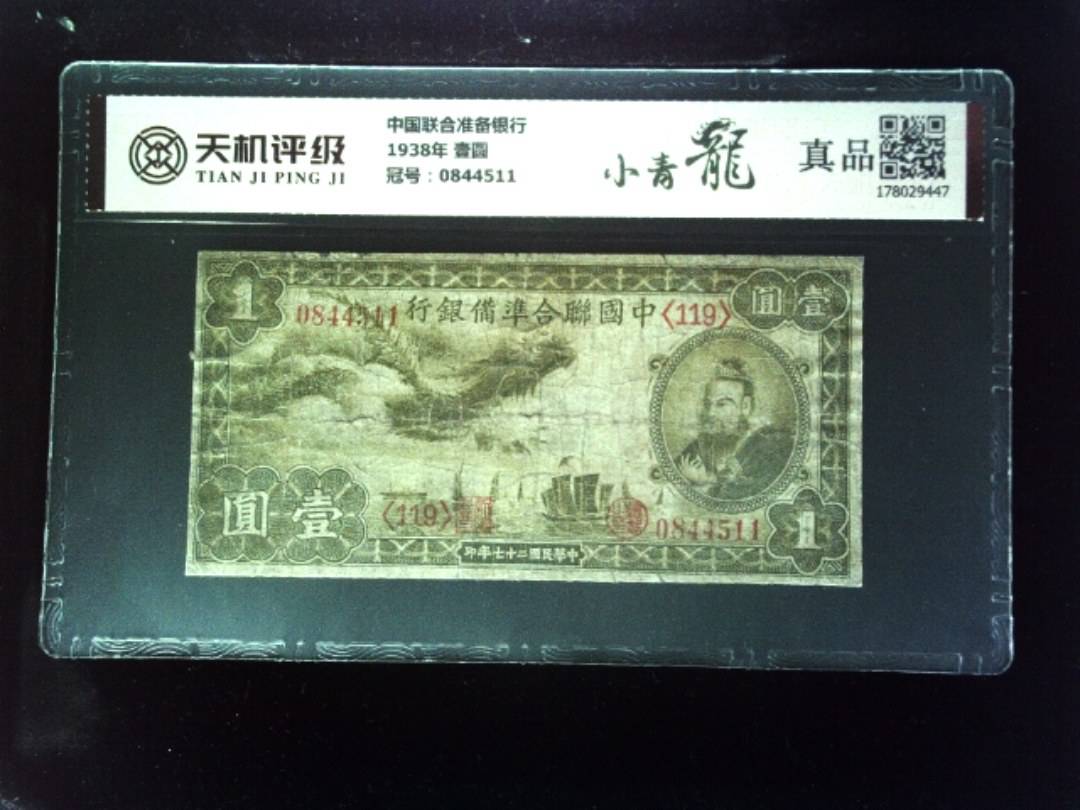 天机评级
TIAN JI PING JI
中国联合准备银行
1938年 壹圆
冠号：0844511
小青龍
真品
178029447
1
0844511
行銀備準合聯國中
〈119〉
圓壹
圓壹
〈119〉
0844511
1
印年七十二國民華中